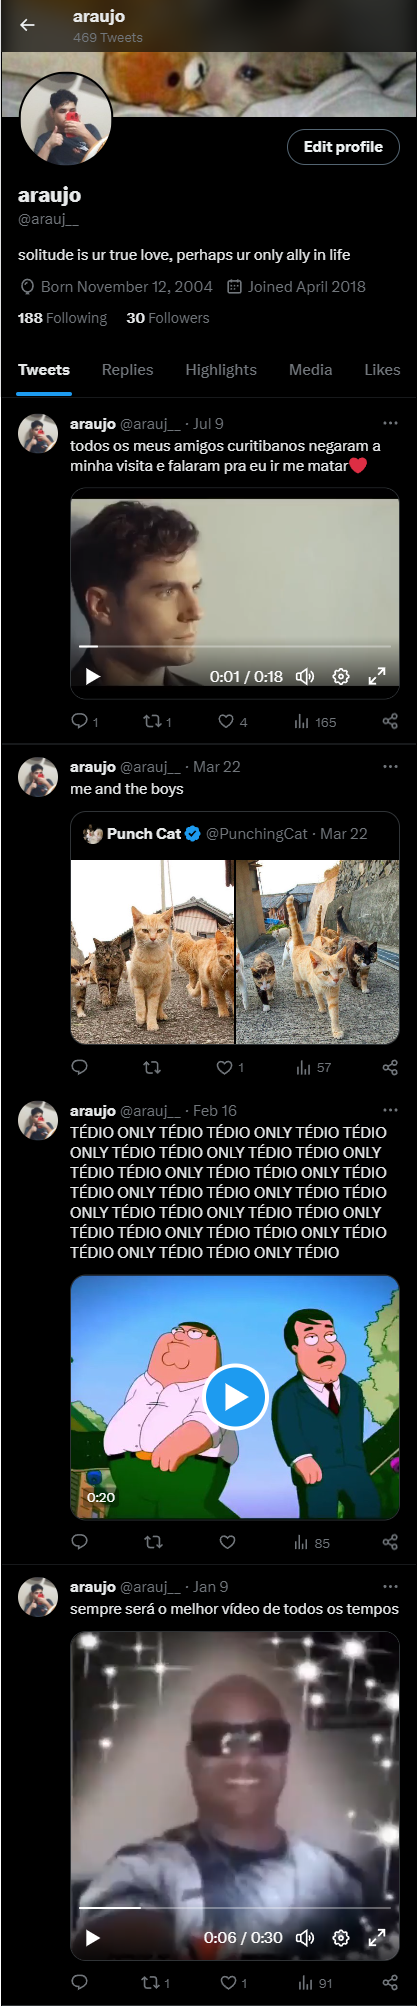 araujo
469 Tweets
Edit profile
araujo
@arauj__
solitude is ur true love, perhaps ur only ally in life
Born November 12, 2004 Joined April 2018
188 Following 30 Followers
Tweets Replies Highlights Media Likes
araujo @arauj__ · Jul 9
todos os meus amigos curitibanos negaram a
minha visita e falaram pra eu ir me matar❤️
0:01 / 0:18
1 1 4 165
araujo @arauj__ · Mar 22
me and the boys
Punch Cat @PunchingCat · Mar 22
1 57
araujo @arauj__ · Feb 16
TÉDIO ONLY TÉDIO TÉDIO ONLY TÉDIO TÉDIO
ONLY TÉDIO TÉDIO ONLY TÉDIO TÉDIO ONLY
TÉDIO TÉDIO ONLY TÉDIO TÉDIO ONLY TÉDIO
TÉDIO ONLY TÉDIO TÉDIO ONLY TÉDIO TÉDIO
ONLY TÉDIO TÉDIO ONLY TÉDIO TÉDIO ONLY
TÉDIO TÉDIO ONLY TÉDIO TÉDIO ONLY TÉDIO
TÉDIO ONLY TÉDIO TÉDIO ONLY TÉDIO
0:20
85
araujo @arauj__ · Jan 9
sempre será o melhor vídeo de todos os tempos
0:06 / 0:30
1 1 91